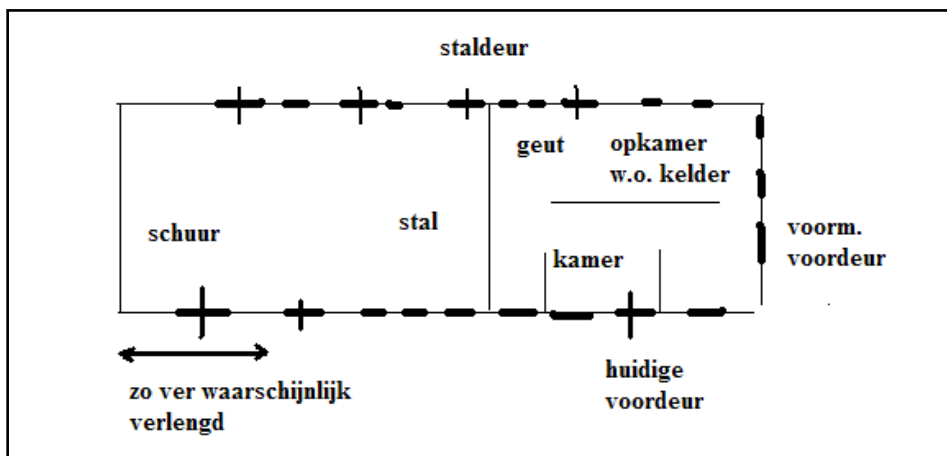 staldeur
geut
opkamer
w.o. kelder
schuur
stal
kamer
voorm.
voordeur
zo ver waarschijnlijk
verlengd
huidige
voordeur